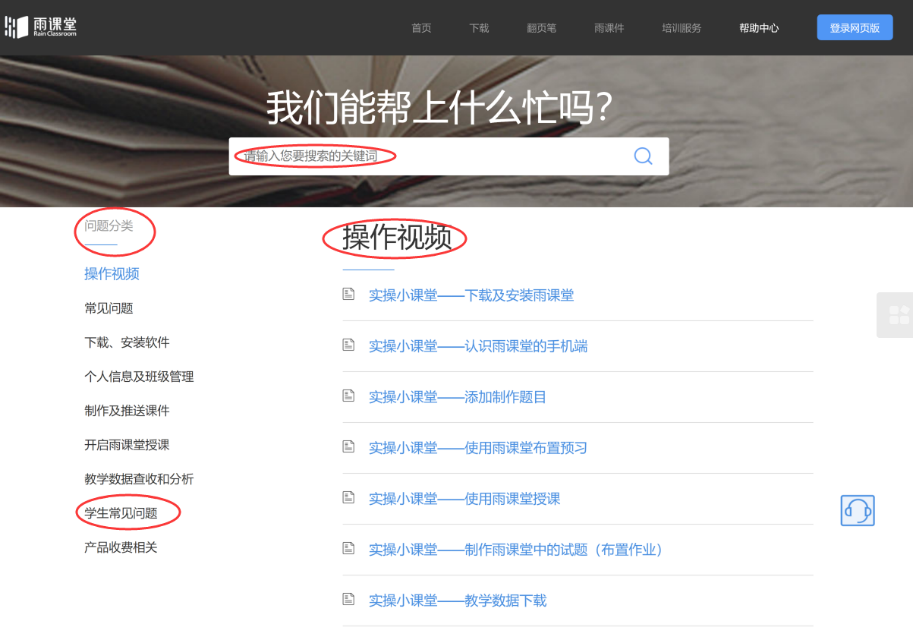 雨课堂
Rain Classroom
首页 下载 翻页笔 雨课件 培训服务 帮助中心 登录网页版
我们能帮上什么忙吗?
请输入您要搜索的关键词
问题分类
操作视频
常见问题
下载、安装软件
个人信息及班级管理
制作及推送课件
开启雨课堂授课
教学数据查收和分析
学生常见问题
产品收费相关
操作视频
实操小课堂——下载及安装雨课堂
实操小课堂——认识雨课堂的手机端
实操小课堂——添加制作题目
实操小课堂——使用雨课堂布置预习
实操小课堂——使用雨课堂授课
实操小课堂——制作雨课堂中的试题（布置作业）
实操小课堂——教学数据下载